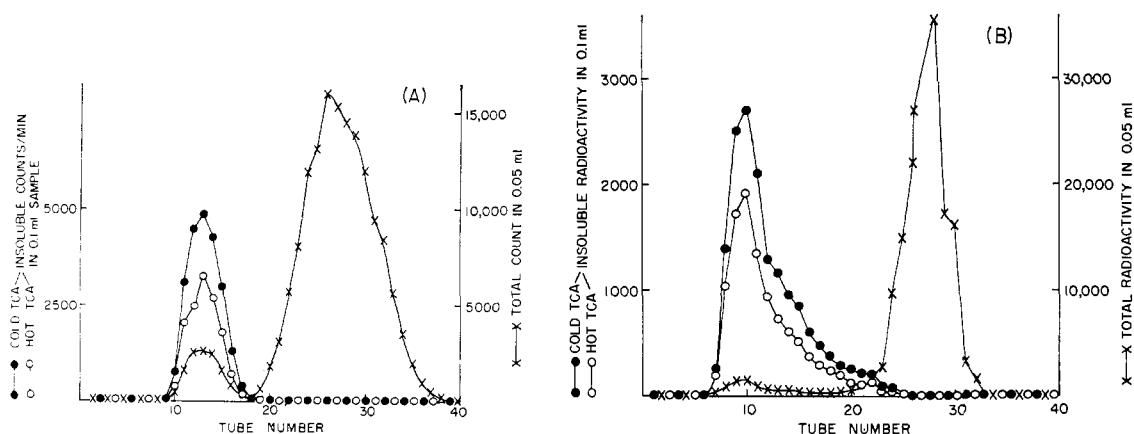 (A)
5000
2500
15,000
10,000
5000
0
10
20
30
40
TUBE NUMBER
●—● COLD TCA > INSOLUBLE COUNTS/MIN
○—○ HOT TCA > IN 0.1 ml SAMPLE
X—X TOTAL COUNT IN 0.05 ml
(B)
3000
2000
1000
0
30,000
20,000
10,000
0
10
20
30
40
TUBE NUMBER
●—● COLD TCA > INSOLUBLE RADIOACTIVITY IN 0.1 ml
○—○ HOT TCA
X—X TOTAL RADIOACTIVITY IN 0.05 ml